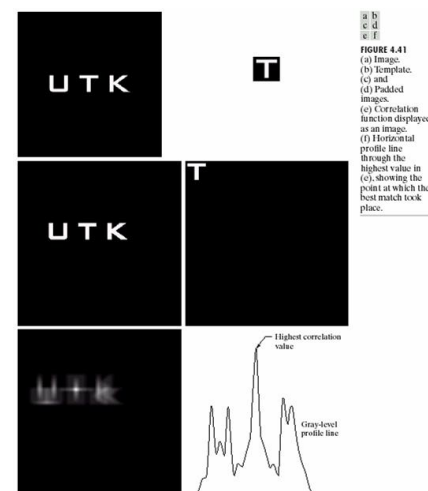 U T K
T
a b
c d
e f
FIGURE 4.41
(a) Image.
(b) Template.
(c) and
(d) Padded
images.
(e) Correlation
function displayed
as an image.
(f) Horizontal
profile line
through the
highest value in
(e), showing the
point at which the
best match took
place.
U T K
T
UTK
Highest correlation
value
Gray-level
profile line